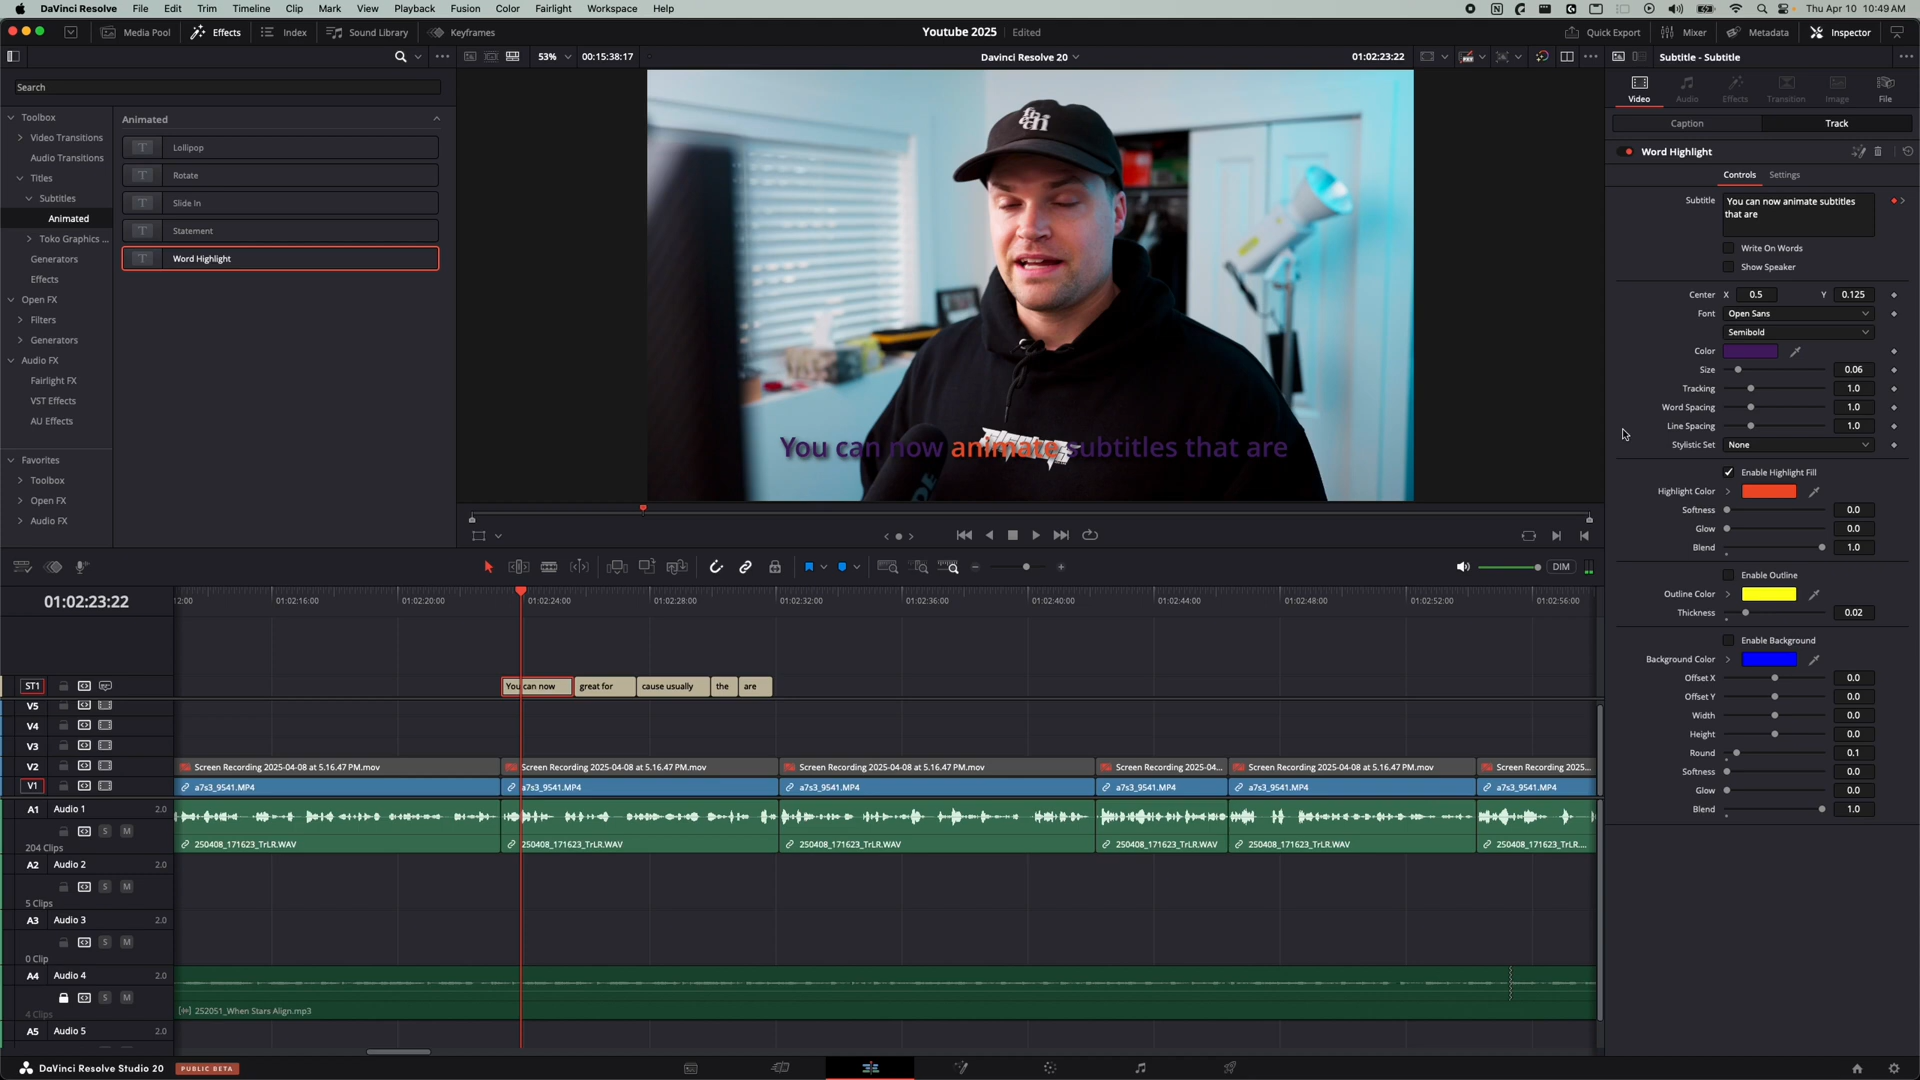 DaVinci Resolve File Edit Trim Timeline Clip Mark View Playback Fusion Color Fairlight Workspace Help
Thu Apr 10 10:49 AM
Media Pool Effects Index Sound Library Keyframes
Youtube 2025 Edited
Quick Export Mixer Metadata Inspector
53% 00:15:38:17
Davinci Resolve 20
01:02:23:22
Subtitle - Subtitle
Search
Video Audio Effects Transition Image File
Caption Track
Toolbox
Video Transitions
Audio Transitions
Titles
Subtitles
Animated
Toko Graphics ...
Generators
Effects
Open FX
Filters
Generators
Audio FX
Fairlight FX
VST Effects
AU Effects
Favorites
Toolbox
Open FX
Audio FX
Animated
Lollipop
Rotate
Slide In
Statement
Word Highlight
You can now animate subtitles that are
Word Highlight
Controls Settings
Subtitle You can now animate subtitles
that are
Write On Words
Show Speaker
Center X 0.5 Y 0.125
Font Open Sans
Semibold
Color
Size 0.06
Tracking 1.0
Word Spacing 1.0
Line Spacing 1.0
Stylistic Set None
Enable Highlight Fill
Highlight Color
Softness 0.0
Glow 0.0
Blend 1.0
Enable Outline
Outline Color
Thickness 0.02
Enable Background
Background Color
Offset X 0.0
Offset Y 0.0
Width 0.0
Height 0.0
Round 0.1
Softness 0.0
Glow 0.0
Blend 1.0
DIM
01:02:23:22
12:00 01:02:16:00 01:02:20:00 01:02:24:00 01:02:28:00 01:02:32:00 01:02:36:00 01:02:40:00 01:02:44:00 01:02:48:00 01:02:52:00 01:02:56:00
ST1 You can now great for cause usually the are
V5
V4
V3
V2 Screen Recording 2025-04-08 at 5.16.47 PM.mov Screen Recording 2025-04-08 at 5.16.47 PM.mov Screen Recording 2025-04-08 at 5.16.47 PM.mov Screen Recording 2025-04... Screen Recording 2025-04-08 at 5.16.47 PM.mov Screen Recording 2025...
V1 a7s3_9541.MP4 a7s3_9541.MP4 a7s3_9541.MP4 a7s3_9541.MP4 a7s3_9541.MP4 a7s3_9541.MP4
A1 Audio 1 2.0
S M
204 Clips 250408_171623_TrLR.WAV 250408_171623_TrLR.WAV 250408_171623_TrLR.WAV 250408_171623_TrLR.WAV 250408_171623_TrLR.WAV 250408_171623_TrLR....
A2 Audio 2 2.0
S M
5 Clips
A3 Audio 3 2.0
S M
0 Clip
A4 Audio 4 2.0
S M
4 Clips 252051_When Stars Align.mp3
A5 Audio 5 2.0
DaVinci Resolve Studio 20 PUBLIC BETA